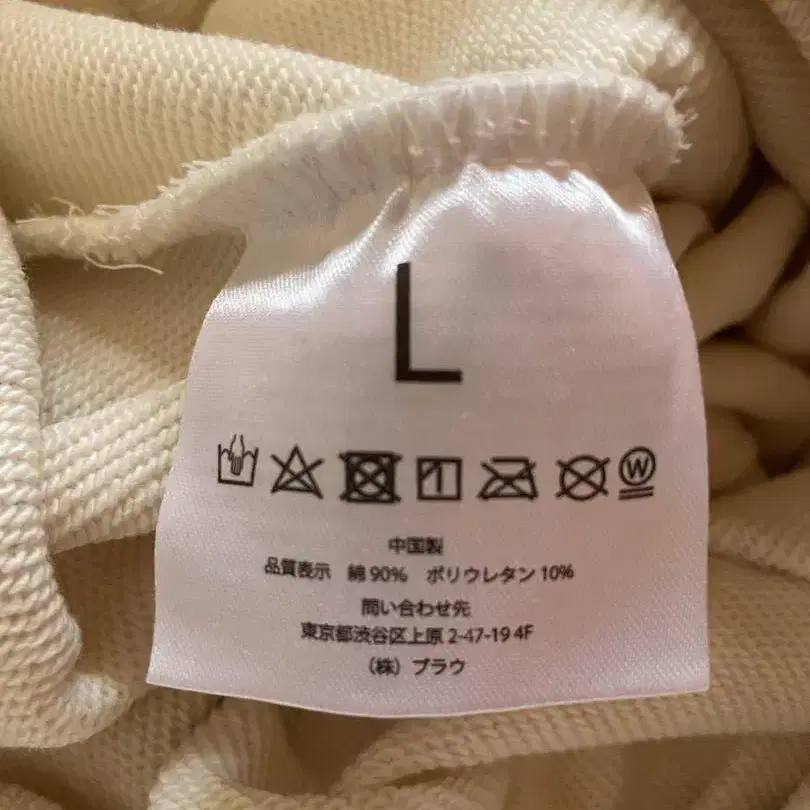 L
W
中国製
品質表示 綿 90% ポリウレタン 10%
問い合わせ先
東京都渋谷区上原 2-47-19 4F
（株）ブラウ